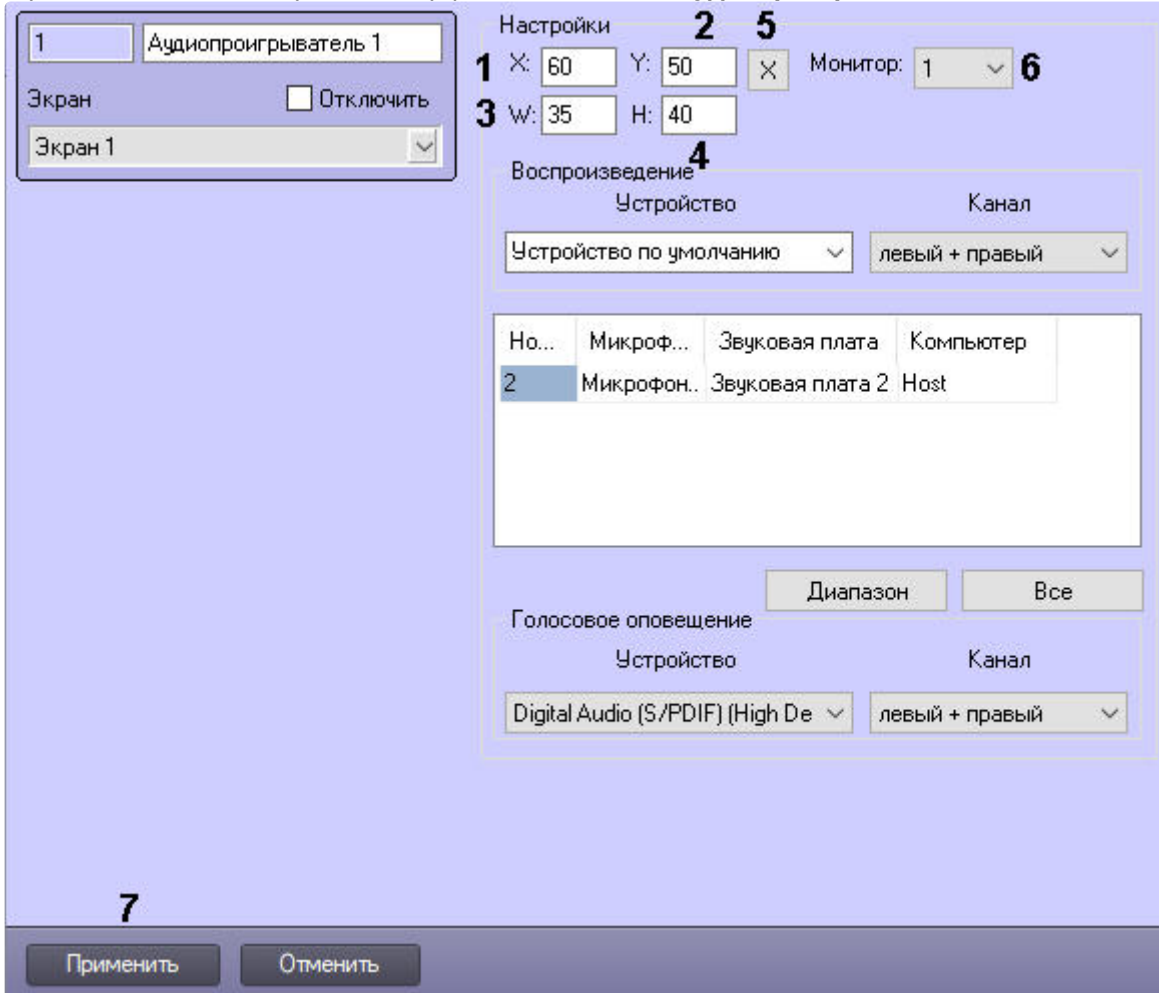 Настройки
2 5
1 Аудиопроигрыватель 1
1 X: 60 Y: 50 X Монитор: 1 6
Экран Отключить
3 W: 35 H: 40
Экран 1
4
Воспроизведение
Устройство Канал
Устройство по умолчанию левый + правый
Но... Микроф... Звуковая плата Компьютер
2 Микрофон.. Звуковая плата 2 Host
Диапазон Все
Голосовое оповещение
Устройство Канал
Digital Audio (S/PDIF) (High De левый + правый
7
Применить Отменить